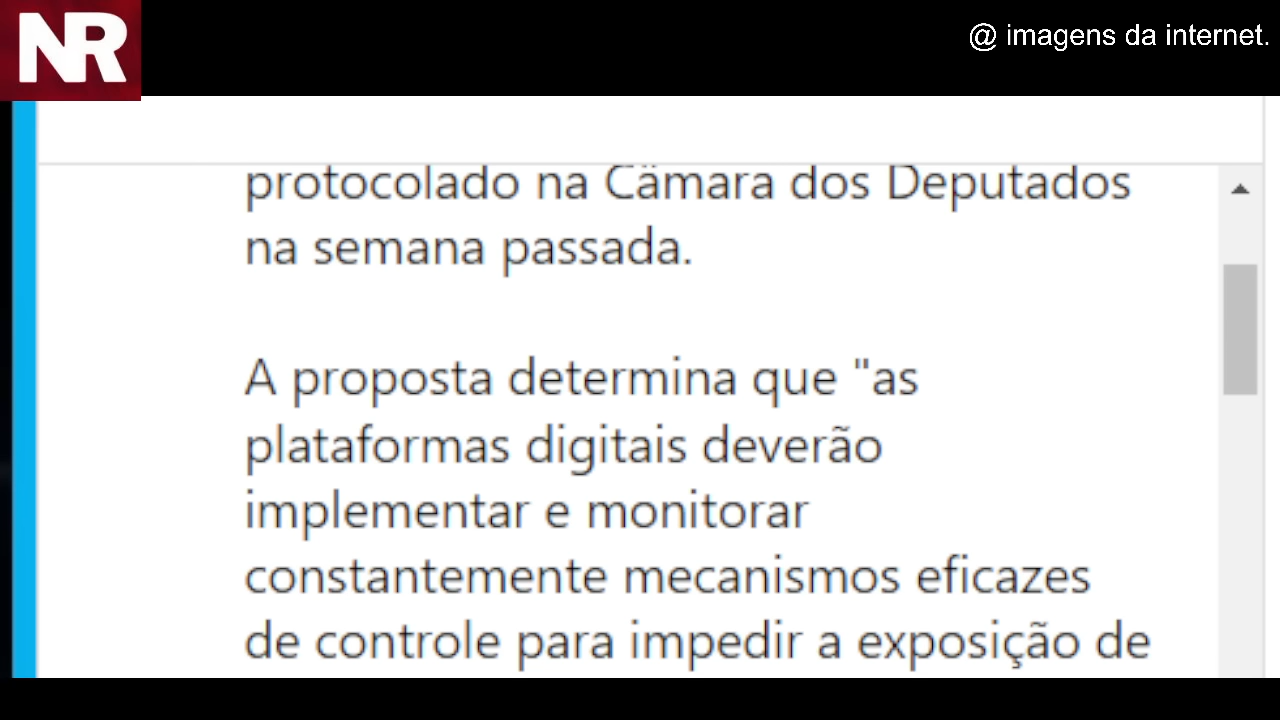 NR
@ imagens da internet.
protocolado na Câmara dos Deputados
na semana passada.
A proposta determina que "as
plataformas digitais deverão
implementar e monitorar
constantemente mecanismos eficazes
de controle para impedir a exposição de